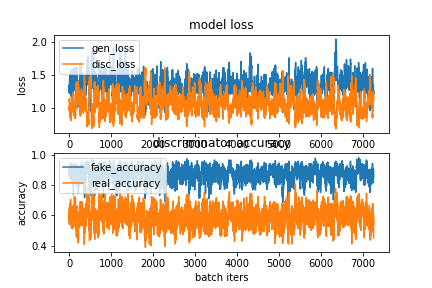 model loss
2.0
1.5
1.0
loss
gen_loss
disc_loss
0 1000 2000 3000 4000 5000 6000 7000
discriminator accuracy
1.0
0.8
0.6
0.4
accuracy
fake_accuracy
real_accuracy
0 1000 2000 3000 4000 5000 6000 7000
batch iters